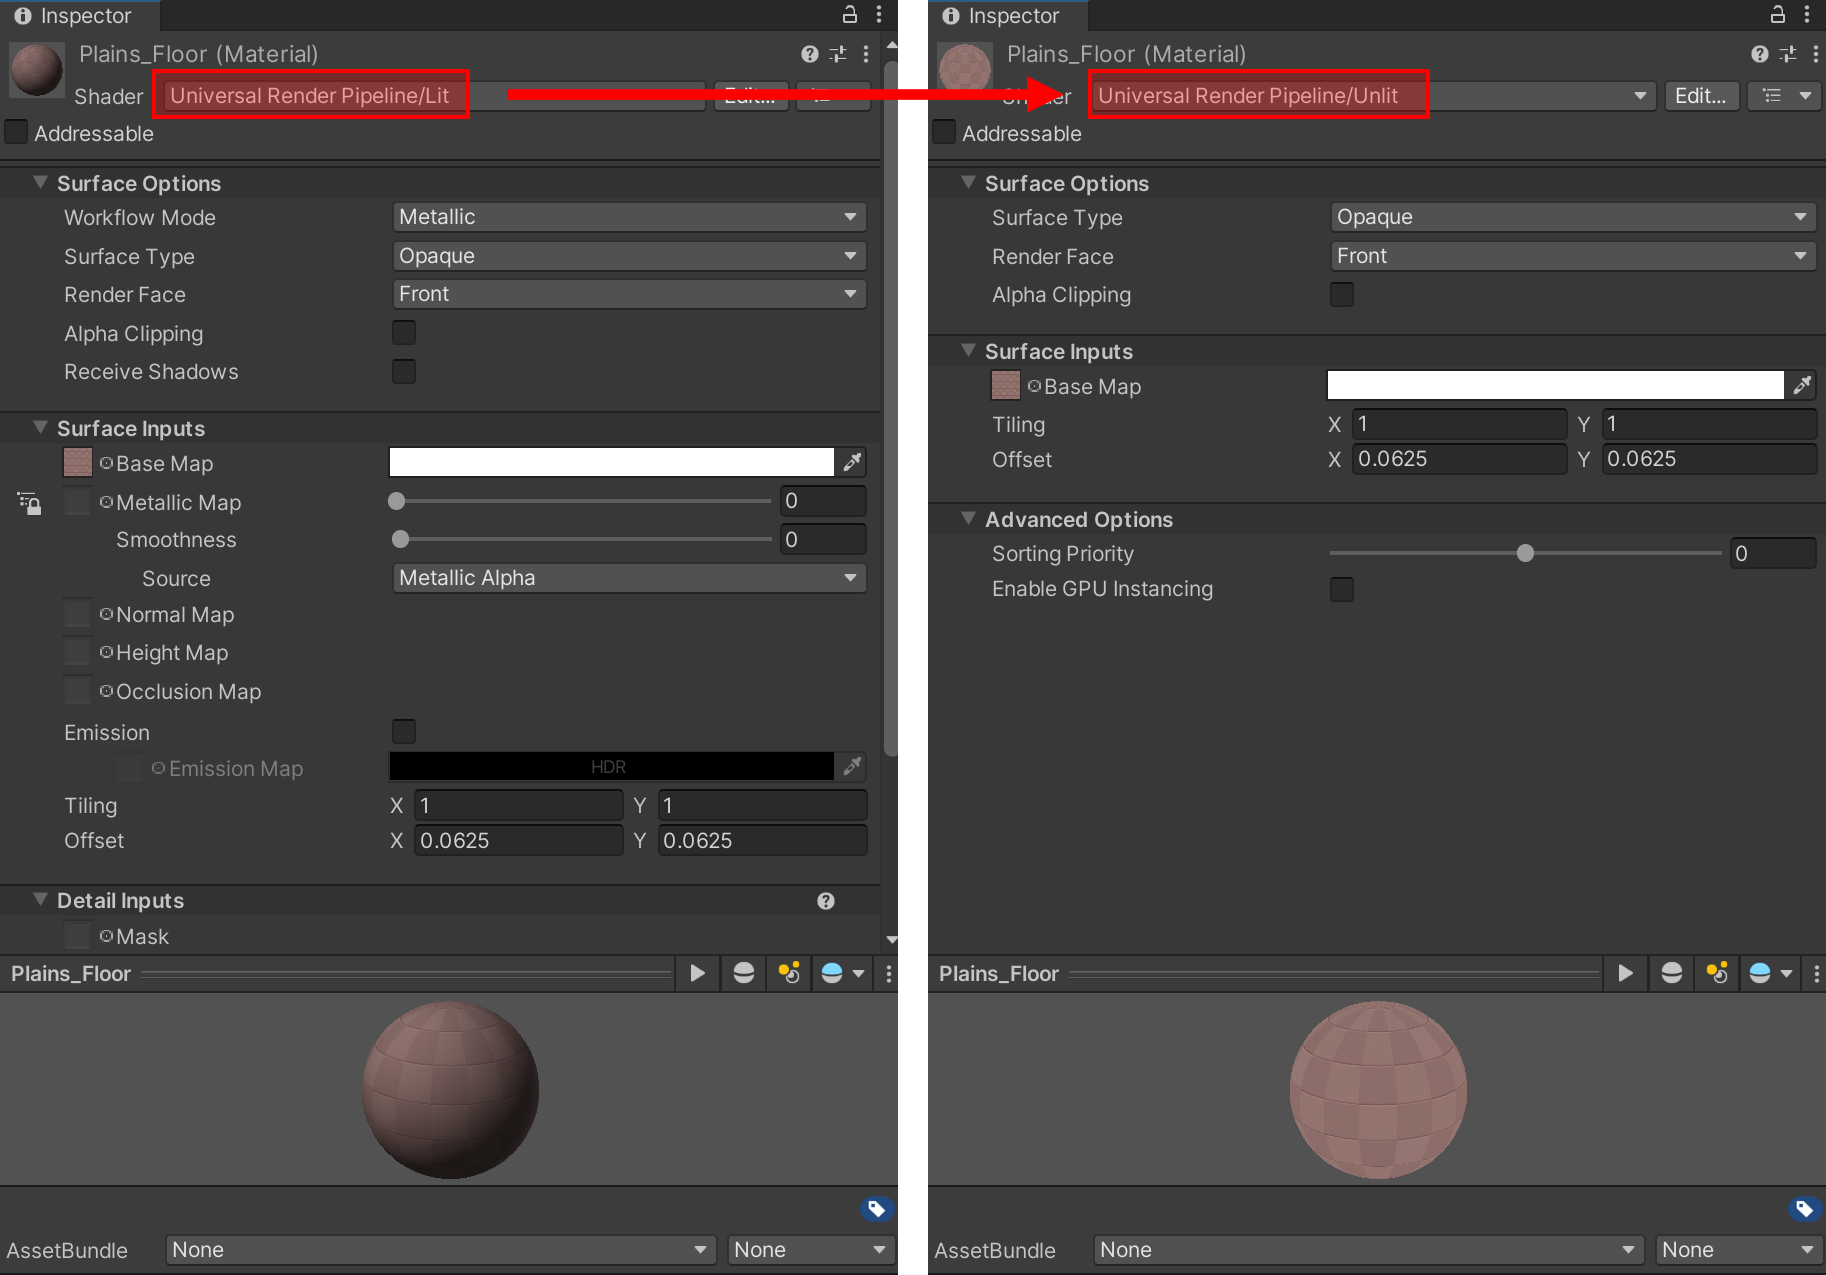 Inspector
Plains_Floor (Material)
Shader Universal Render Pipeline/Lit Edit...
Addressable
Surface Options
Workflow Mode Metallic
Surface Type Opaque
Render Face Front
Alpha Clipping
Receive Shadows
Surface Inputs
Base Map
Metallic Map 0
Smoothness 0
Source Metallic Alpha
Normal Map
Height Map
Occlusion Map
Emission
Emission Map HDR
Tiling X 1 Y 1
Offset X 0.0625 Y 0.0625
Detail Inputs
Mask
Plains_Floor
AssetBundle None None
Inspector
Plains_Floor (Material)
Shader Universal Render Pipeline/Unlit Edit...
Addressable
Surface Options
Surface Type Opaque
Render Face Front
Alpha Clipping
Surface Inputs
Base Map
Tiling X 1 Y 1
Offset X 0.0625 Y 0.0625
Advanced Options
Sorting Priority 0
Enable GPU Instancing
Plains_Floor
AssetBundle None None